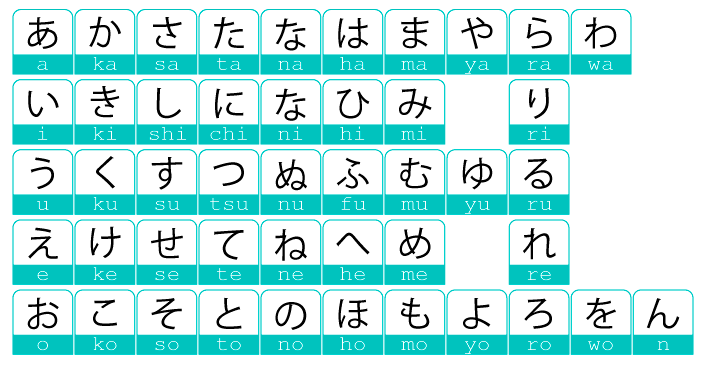 あ か さ た な は ま や ら わ
a ka sa ta na ha ma ya ra wa
い き し に な ひ み り
i ki shi chi ni hi mi ri
う く す つ ぬ ふ む ゆ る
u ku su tsu nu fu mu yu ru
え け せ て ね へ め れ
e ke se te ne he me re
お こ そ と の ほ も よ ろ を ん
o ko so to no ho mo yo ro wo n